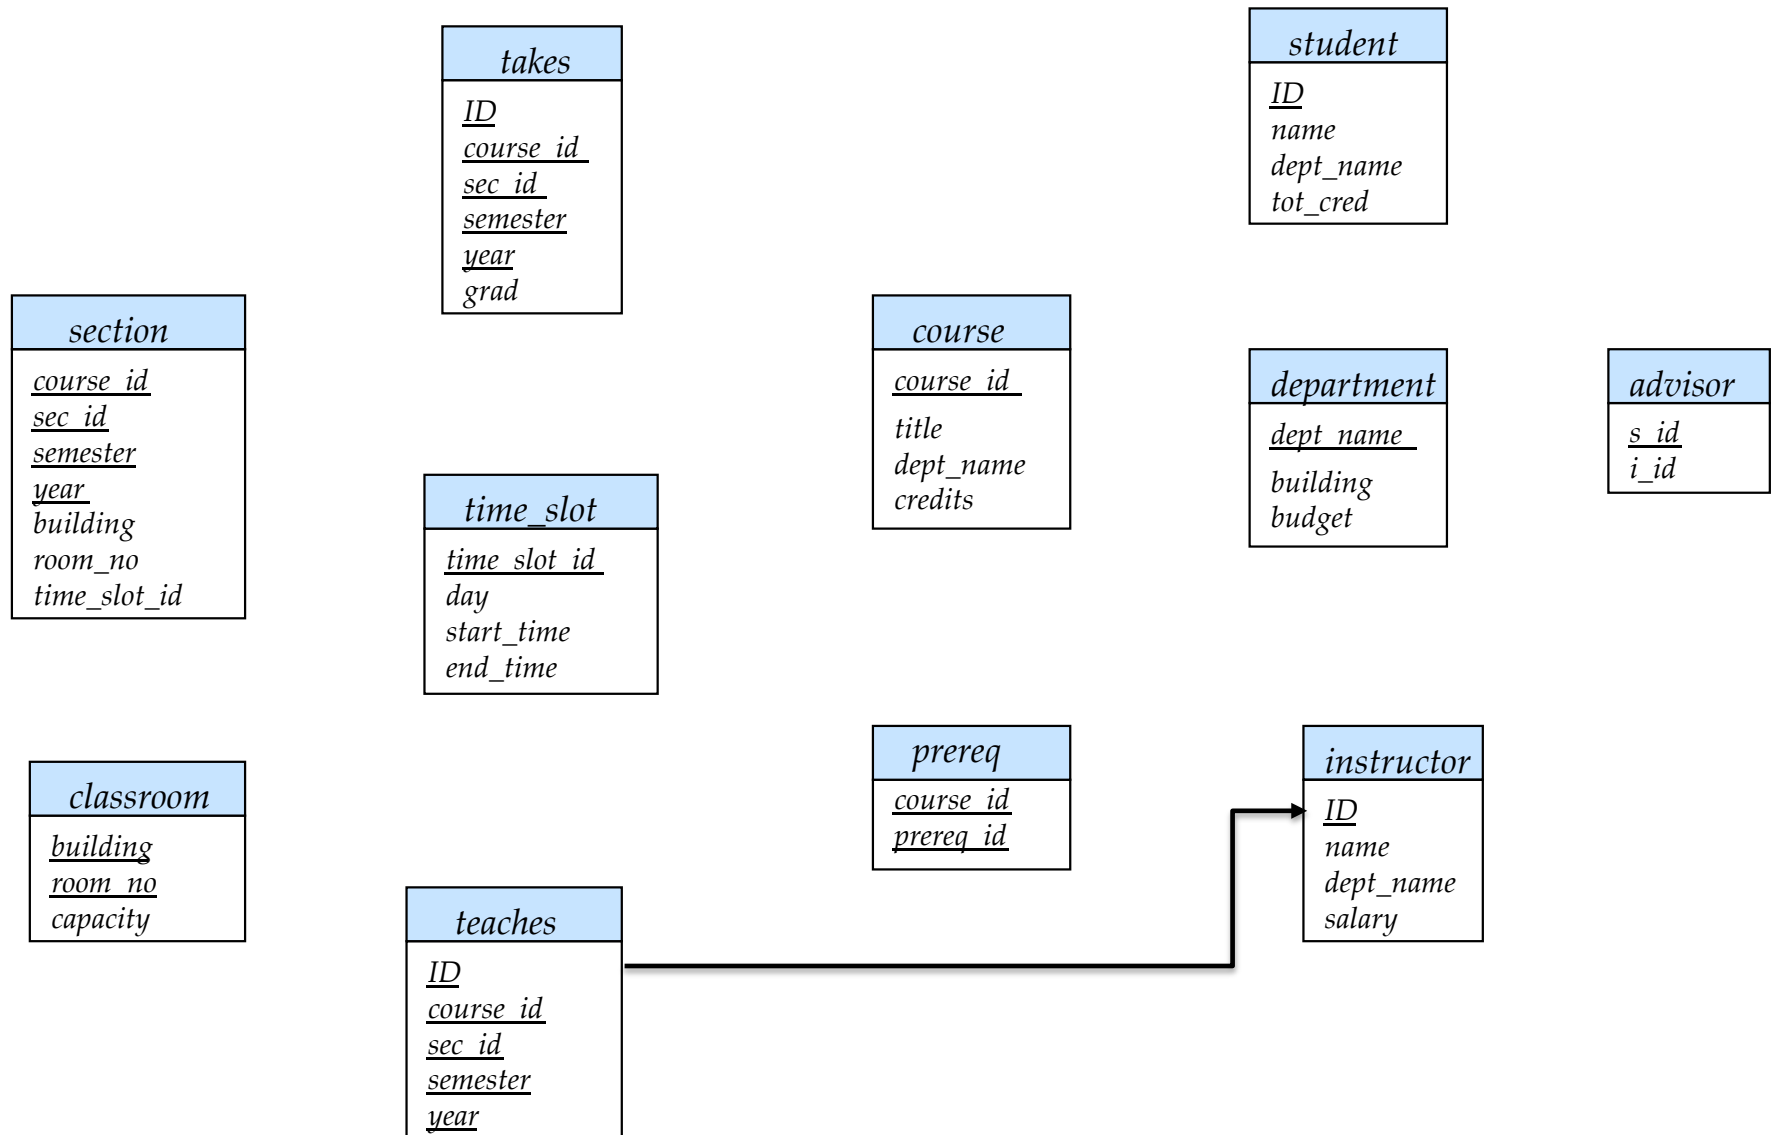 takes
ID
course_id
sec_id
semester
year
grad
student
ID
name
dept_name
tot_cred
section
course_id
sec_id
semester
year
building
room_no
time_slot_id
course
course_id
title
dept_name
credits
department
dept_name
building
budget
advisor
s_id
i_id
time_slot
time_slot_id
day
start_time
end_time
prereq
course_id
prereq_id
instructor
ID
name
dept_name
salary
classroom
building
room_no
capacity
teaches
ID
course_id
sec_id
semester
year